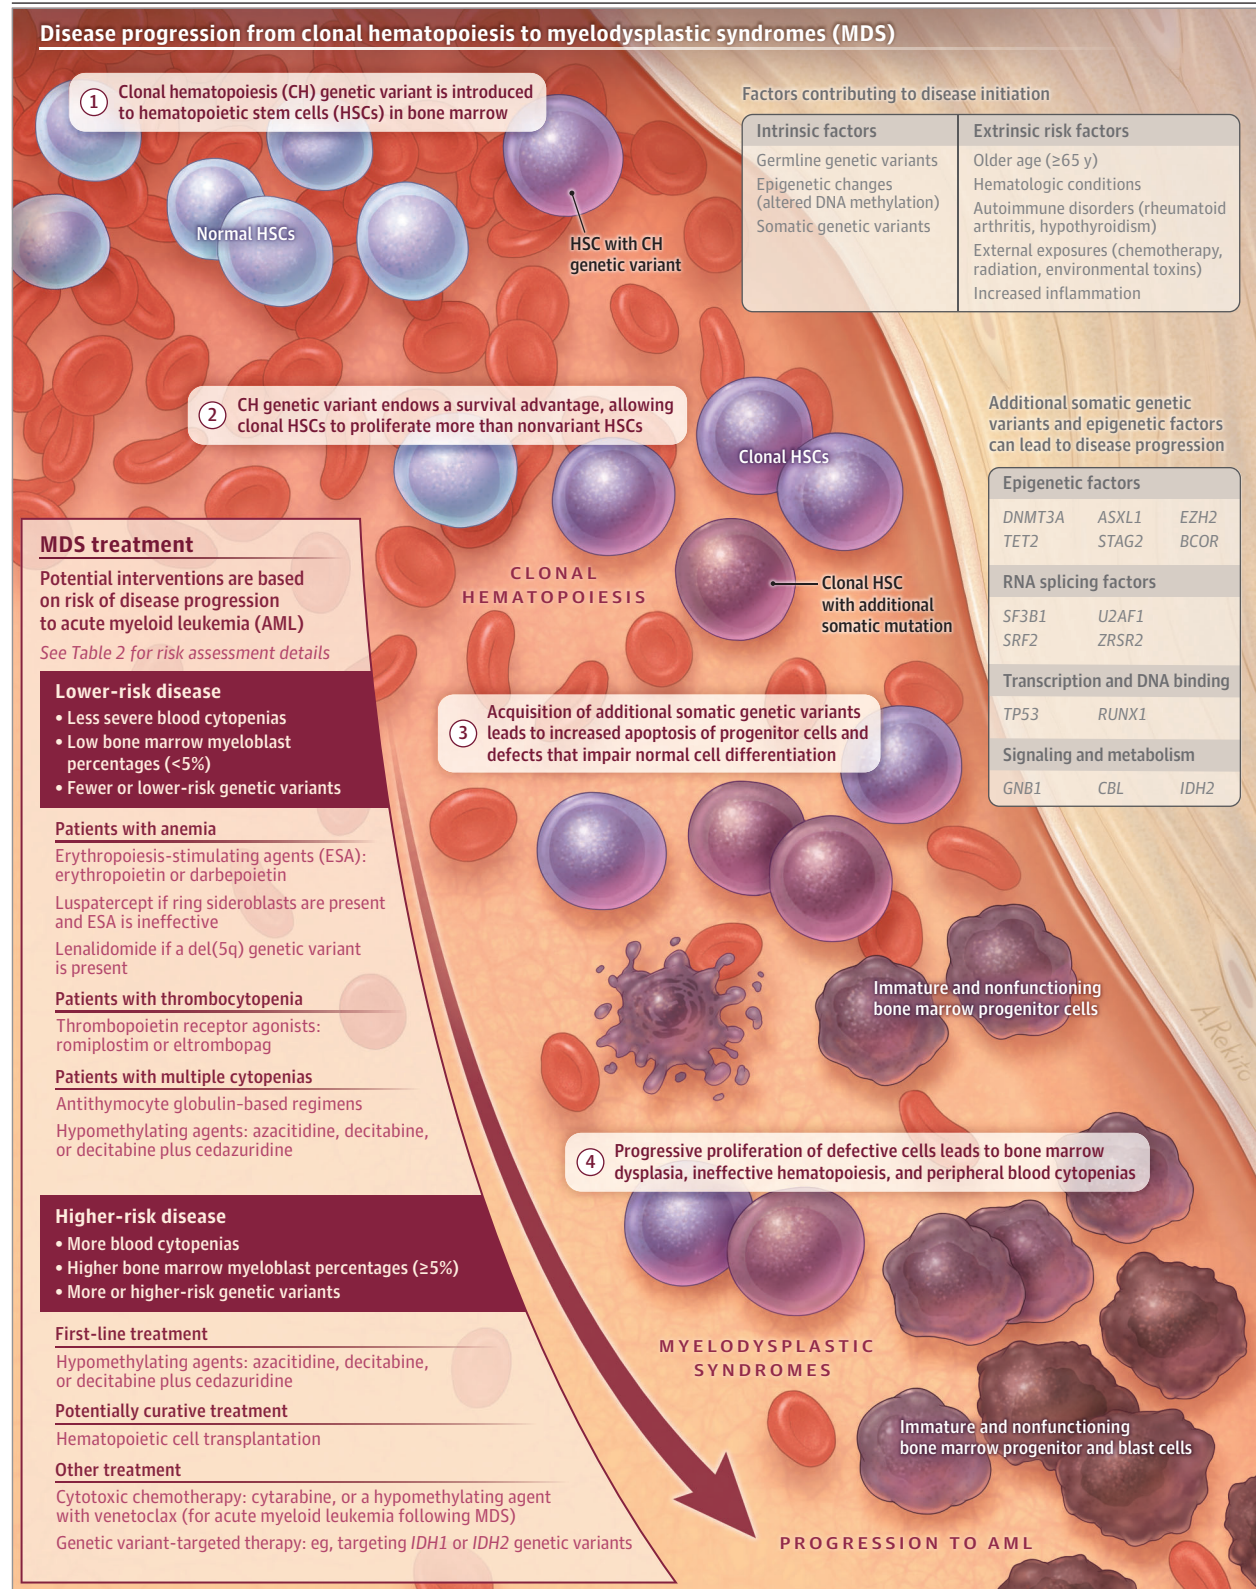 Disease progression from clonal hematopoiesis to myelodysplastic syndromes (MDS)
1 Clonal hematopoiesis (CH) genetic variant is introduced
to hematopoietic stem cells (HSCs) in bone marrow
Normal HSCs
HSC with CH
genetic variant
Factors contributing to disease initiation
Intrinsic factors
Germline genetic variants
Epigenetic changes
(altered DNA methylation)
Somatic genetic variants
Extrinsic risk factors
Older age (≥65 y)
Hematologic conditions
Autoimmune disorders (rheumatoid
arthritis, hypothyroidism)
External exposures (chemotherapy,
radiation, environmental toxins)
Increased inflammation
2 CH genetic variant endows a survival advantage, allowing
clonal HSCs to proliferate more than nonvariant HSCs
Clonal HSCs
CLONAL
HEMATOPOIESIS
Clonal HSC
with additional
somatic mutation
Additional somatic genetic
variants and epigenetic factors
can lead to disease progression
Epigenetic factors
DNMT3A ASXL1 EZH2
TET2 STAG2 BCOR
RNA splicing factors
SF3B1 U2AF1
SRF2 ZRSR2
Transcription and DNA binding
TP53 RUNX1
Signaling and metabolism
GNB1 CBL IDH2
3 Acquisition of additional somatic genetic variants
leads to increased apoptosis of progenitor cells and
defects that impair normal cell differentiation
Immature and nonfunctioning
bone marrow progenitor cells
A.Rekito
4 Progressive proliferation of defective cells leads to bone marrow
dysplasia, ineffective hematopoiesis, and peripheral blood cytopenias
MYELODYSPLASTIC
SYNDROMES
Immature and nonfunctioning
bone marrow progenitor and blast cells
PROGRESSION TO AML
MDS treatment
Potential interventions are based
on risk of disease progression
to acute myeloid leukemia (AML)
See Table 2 for risk assessment details
Lower-risk disease
• Less severe blood cytopenias
• Low bone marrow myeloblast
percentages (<5%)
• Fewer or lower-risk genetic variants
Patients with anemia
Erythropoiesis-stimulating agents (ESA):
erythropoietin or darbepoietin
Luspatercept if ring sideroblasts are present
and ESA is ineffective
Lenalidomide if a del(5q) genetic variant
is present
Patients with thrombocytopenia
Thrombopoietin receptor agonists:
romiplostim or eltrombopag
Patients with multiple cytopenias
Antithymocyte globulin-based regimens
Hypomethylating agents: azacitidine, decitabine,
or decitabine plus cedazuridine
Higher-risk disease
• More blood cytopenias
• Higher bone marrow myeloblast percentages (≥5%)
• More or higher-risk genetic variants
First-line treatment
Hypomethylating agents: azacitidine, decitabine,
or decitabine plus cedazuridine
Potentially curative treatment
Hematopoietic cell transplantation
Other treatment
Cytotoxic chemotherapy: cytarabine, or a hypomethylating agent
with venetoclax (for acute myeloid leukemia following MDS)
Genetic variant-targeted therapy: eg, targeting IDH1 or IDH2 genetic variants